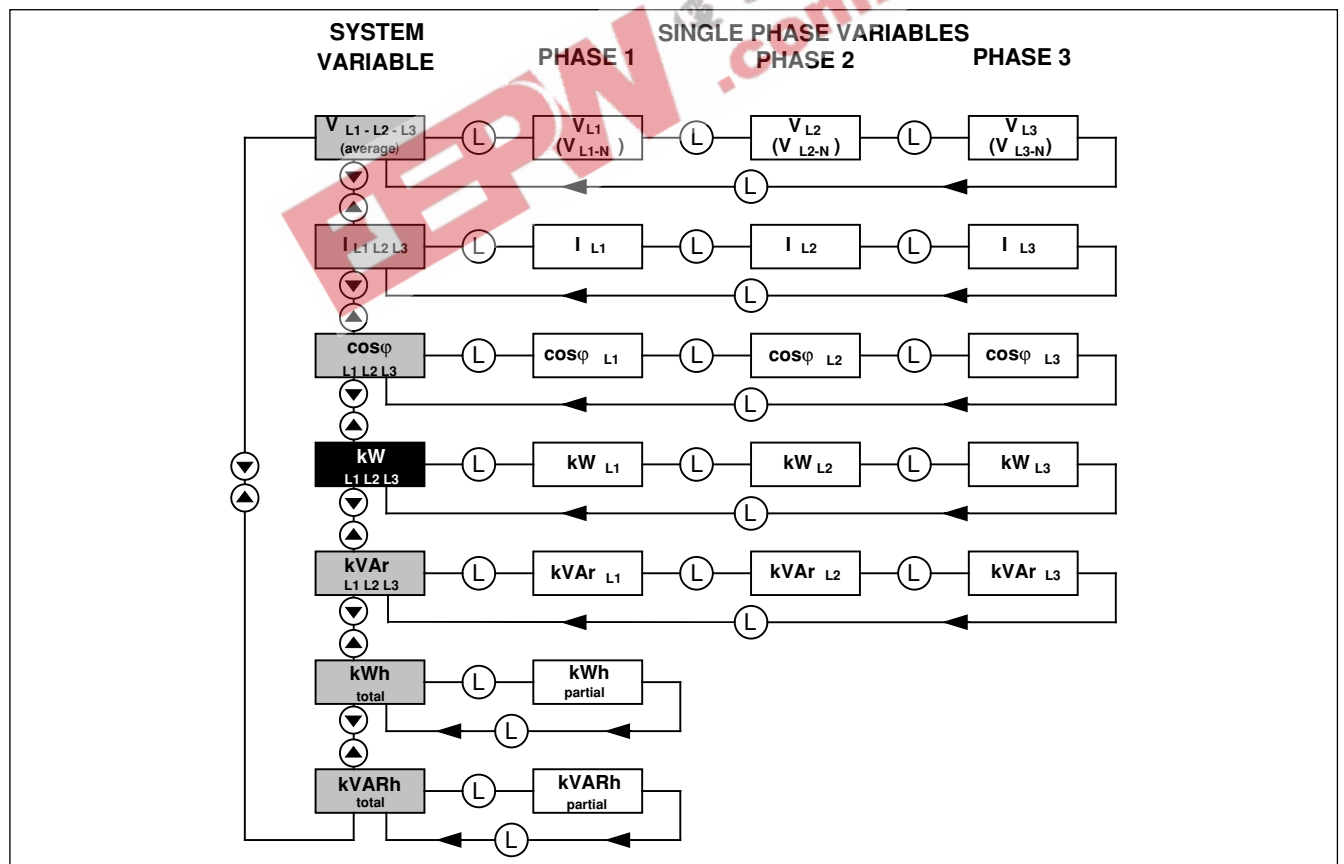 SYSTEM VARIABLE
SINGLE PHASE VARIABLES
PHASE 1 PHASE 2 PHASE 3
V L1 - L2 - L3 (average) L V L1 (V L1-N) L V L2 (V L2-N) L V L3 (V L3-N)
L
I L1 L2 L3 L I L1 L I L2 L I L3
L
cosφ L1 L2 L3 L cosφ L1 L cosφ L2 L cosφ L3
L
kW L1 L2 L3 L kW L1 L kW L2 L kW L3
L
kVAr L1 L2 L3 L kVAr L1 L kVAr L2 L kVAr L3
L
kWh total L kWh partial
L
kVARh total L kVARh partial
L
EEPW
.com